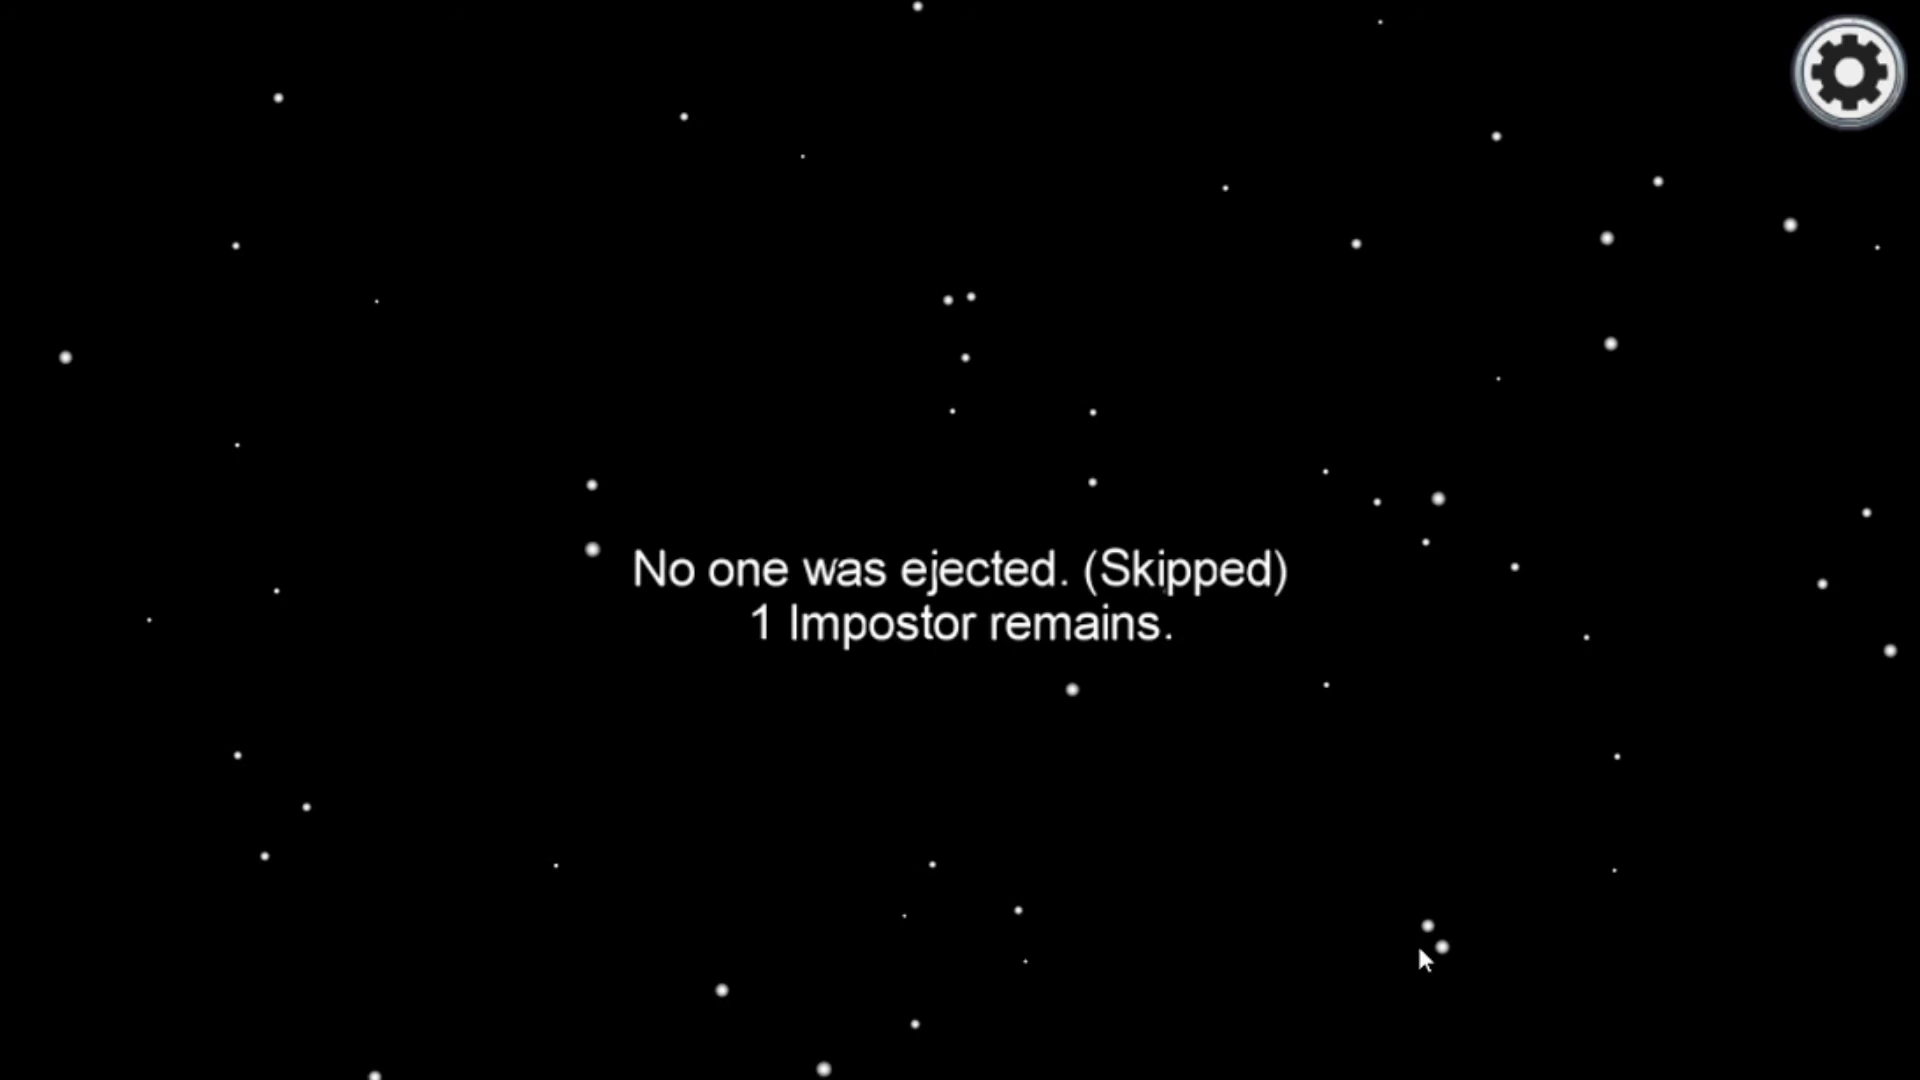 No one was ejected. (Skipped)
1 Impostor remains.